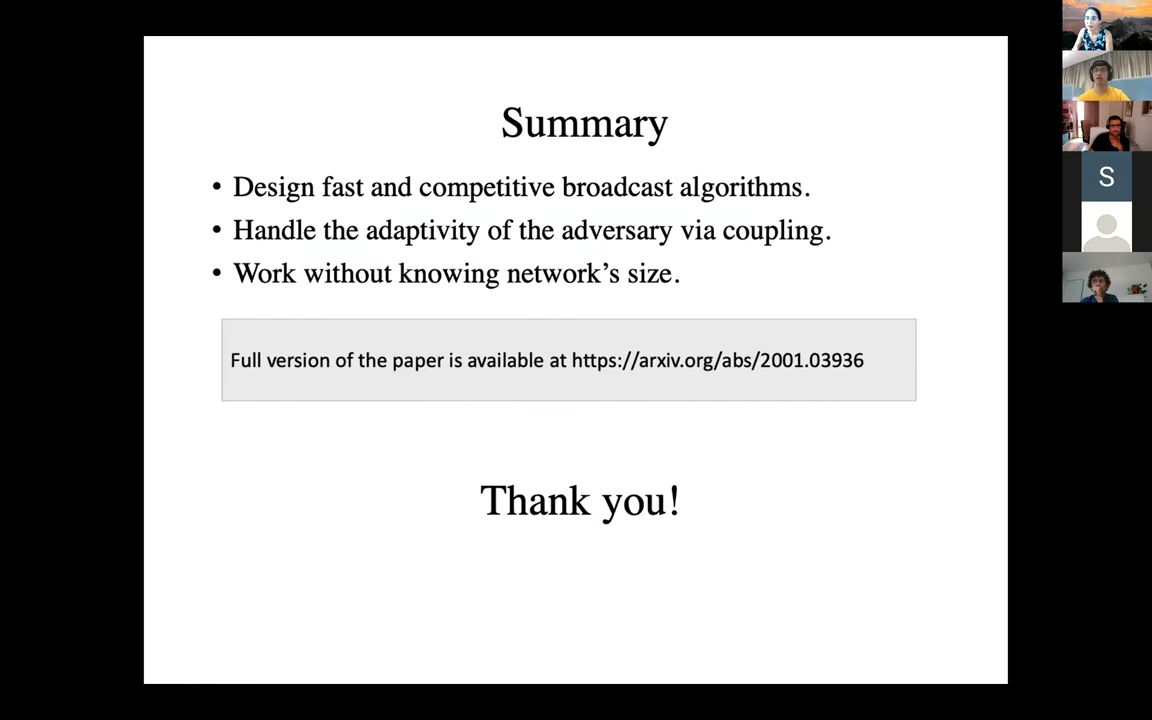 Summary
• Design fast and competitive broadcast algorithms.
• Handle the adaptivity of the adversary via coupling.
• Work without knowing network’s size.
Full version of the paper is available at https://arxiv.org/abs/2001.03936
Thank you!
S